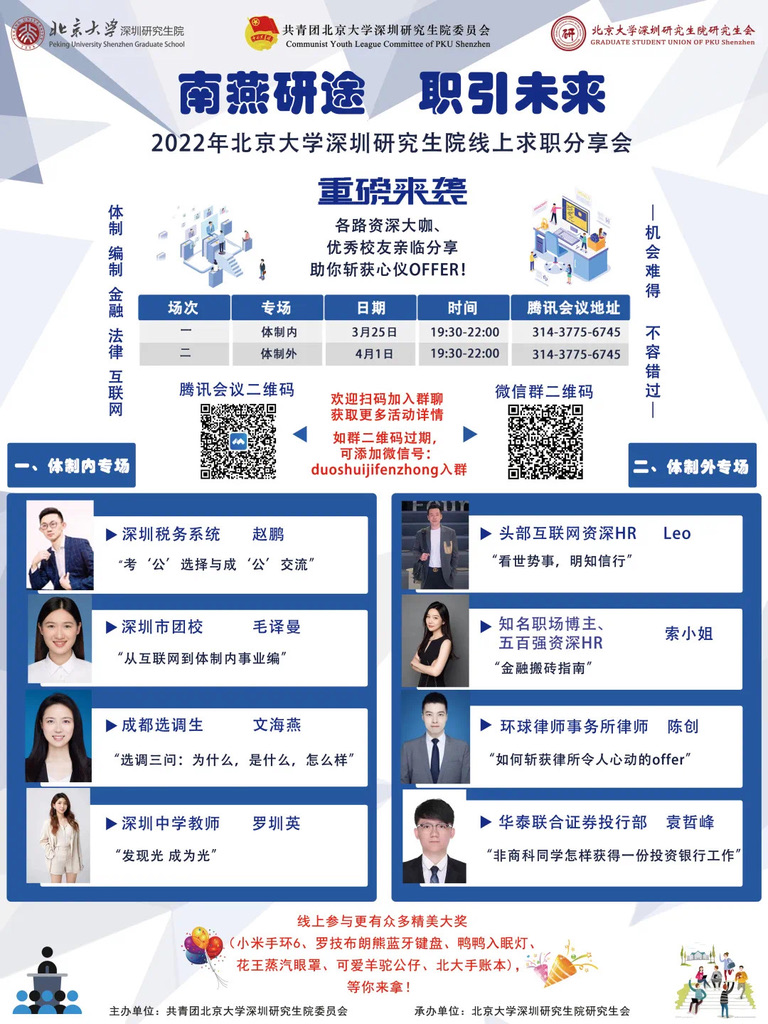 北京大学 深圳研究生院
Peking University Shenzhen Graduate School
共青团北京大学深圳研究生院委员会
Communist Youth League Committee of PKU Shenzhen
研
北京大学深圳研究生院研究生会
GRADUATE STUDENT UNION OF PKU Shenzhen
南燕研途 职引未来
2022年北京大学深圳研究生院线上求职分享会
重磅来袭
各路资深大咖、
优秀校友亲临分享
助你斩获心仪OFFER！
体制 编制 金融 法律 互联网
—机会难得 不容错过—
场次 专场 日期 时间 腾讯会议地址
一 体制内 3月25日 19:30-22:00 314-3775-6745
二 体制外 4月1日 19:30-22:00 314-3775-6745
腾讯会议二维码
欢迎扫码加入群聊
获取更多活动详情
如群二维码过期，
可添加微信号：
duoshuijifenzhong入群
微信群二维码
一、体制内专场
深圳税务系统 赵鹏
“考‘公’选择与成‘公’交流”
深圳市团校 毛译曼
“从互联网到体制内事业编”
成都选调生 文海燕
“选调三问：为什么，是什么，怎么样”
深圳中学教师 罗圳英
“发现光 成为光”
二、体制外专场
头部互联网资深HR Leo
“看世势事，明知信行”
知名职场博主、
五百强资深HR 索小姐
“金融搬砖指南”
环球律师事务所律师 陈创
“如何斩获律所令人心动的offer”
华泰联合证券投行部 袁哲峰
“非商科同学怎样获得一份投资银行工作”
线上参与更有众多精美大奖
（小米手环6、罗技布朗熊蓝牙键盘、鸭鸭入眠灯、
花王蒸汽眼罩、可爱羊驼公仔、北大手账本），
等你来拿！
主办单位：共青团北京大学深圳研究生院委员会
承办单位：北京大学深圳研究生院研究生会